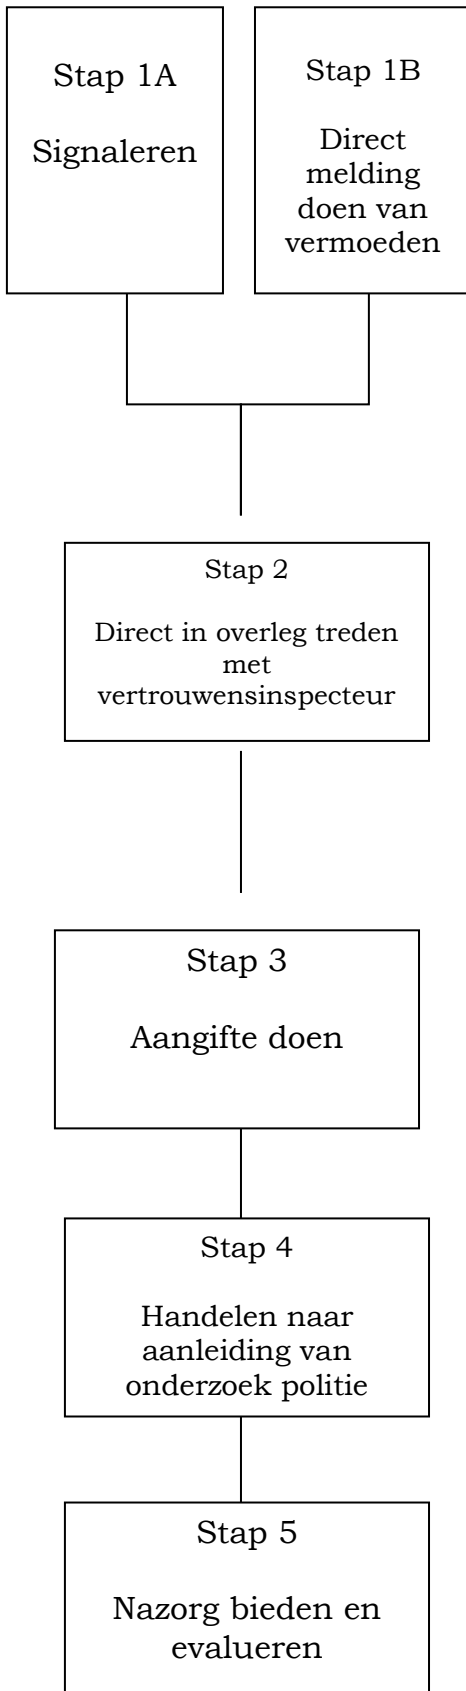 Stap 1A
Signaleren
Stap 1B
Direct
melding
doen van
vermoeden
Stap 2
Direct in overleg treden
met
vertrouwensinspecteur
Stap 3
Aangifte doen
Stap 4
Handelen naar
aanleiding van
onderzoek politie
Stap 5
Nazorg bieden en
evalueren